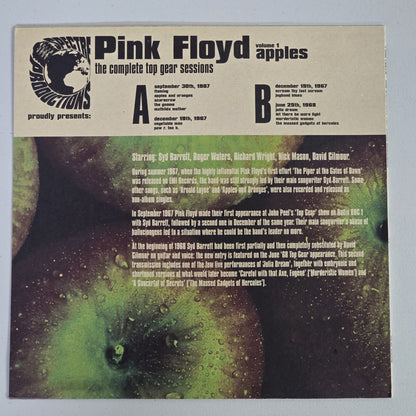 Pink Floyd volume 1 apples
the complete top gear sessions
PRODUCTIONS
proudly presents:
A
september 30th, 1967
flaming
apples and oranges
scarecrow
the gnome
matilda mother
december 19th, 1967
vegetable man
pow r. toc h.
B
december 19th, 1967
scream thy last scream
jugband blues
june 25th, 1968
julia dream
let there be more light
murderistic women
the massed gadgets of hercules
Starring: Syd Barrett, Roger Waters, Richard Wright, Nick Mason, David Gilmour.
During summer 1967, when the highly influential Pink Floyd's first effort 'The Piper at the Gates of Dawn'
was released on EMI Records, the band was still strongly led by their main songwriter Syd Barrett. Some
other songs, such as 'Arnold Layne' and 'Apples and Oranges', were also recorded and released as
non-album singles.
In September 1967 Pink Floyd made their first appearance at John Peel's 'Top Gear' show on Radio BBC 1
with Syd Barrett, followed by a second one in December of the same year. Their main songwriter's abuse of
hallucinogenes led to a situation where he could be the band's leader no more.
At the beginning of 1968 Syd Barrett had been first partially and then completely substituted by David
Gilmour on guitar and voice: the new entry is featured on the June '68 Top Gear appearance. This second
transmission includes one of the few live performances of 'Julia Dream', together with embryonic and
shortened versions of what would later become 'Careful with that Axe, Eugene' ('Murderistic Women') and
'A Saucerful of Secrets' ('The Massed Gadgets of Hercules').